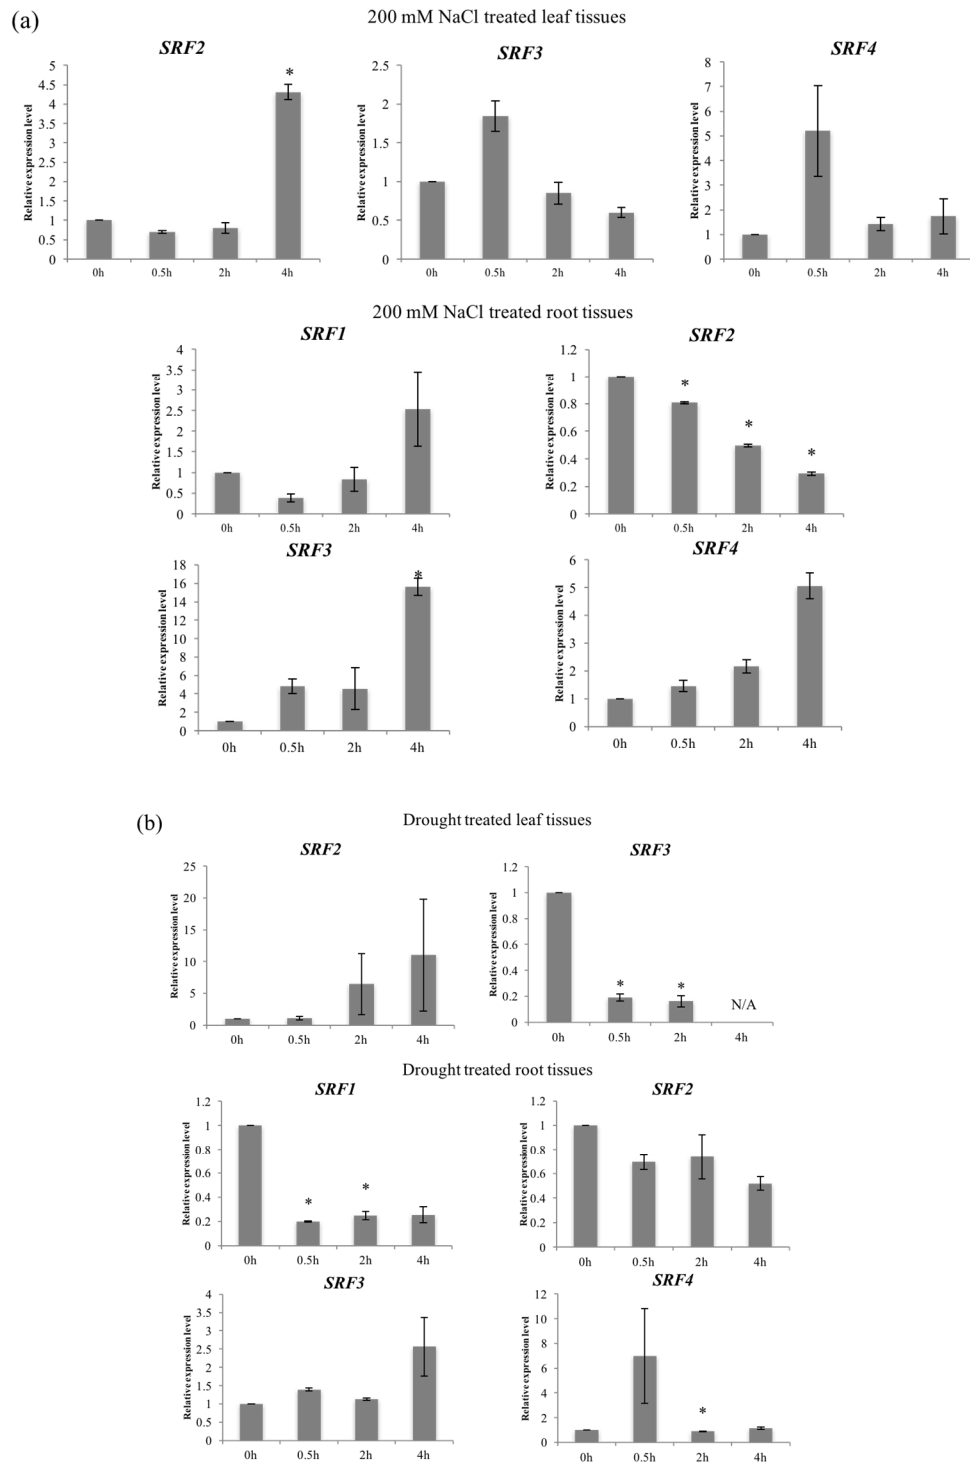 (a)
200 mM NaCl treated leaf tissues
SRF2
Relative expression level
5
4.5
4
3.5
3
2.5
2
1.5
1
0.5
0
*
0h 0.5h 2h 4h
SRF3
Relative expression level
2.5
2
1.5
1
0.5
0
0h 0.5h 2h 4h
SRF4
Relative expression level
8
7
6
5
4
3
2
1
0
0h 0.5h 2h 4h
200 mM NaCl treated root tissues
SRF1
Relative expression level
4
3.5
3
2.5
2
1.5
1
0.5
0
0h 0.5h 2h 4h
SRF2
Relative expression level
1.2
1
0.8
0.6
0.4
0.2
0
* * *
0h 0.5h 2h 4h
SRF3
Relative expression level
18
16
14
12
10
8
6
4
2
0
*
0h 0.5h 2h 4h
SRF4
Relative expression level
6
5
4
3
2
1
0
0h 0.5h 2h 4h
(b)
Drought treated leaf tissues
SRF2
Relative expression level
25
20
15
10
5
0
0h 0.5h 2h 4h
SRF3
Relative expression level
1.2
1
0.8
0.6
0.4
0.2
0
* * N/A
0h 0.5h 2h 4h
Drought treated root tissues
SRF1
Relative expression level
1.2
1
0.8
0.6
0.4
0.2
0
* *
0h 0.5h 2h 4h
SRF2
Relative expression level
1.2
1
0.8
0.6
0.4
0.2
0
0h 0.5h 2h 4h
SRF3
Relative expression level
4
3.5
3
2.5
2
1.5
1
0.5
0
0h 0.5h 2h 4h
SRF4
Relative expression level
12
10
8
6
4
2
0
*
0h 0.5h 2h 4h